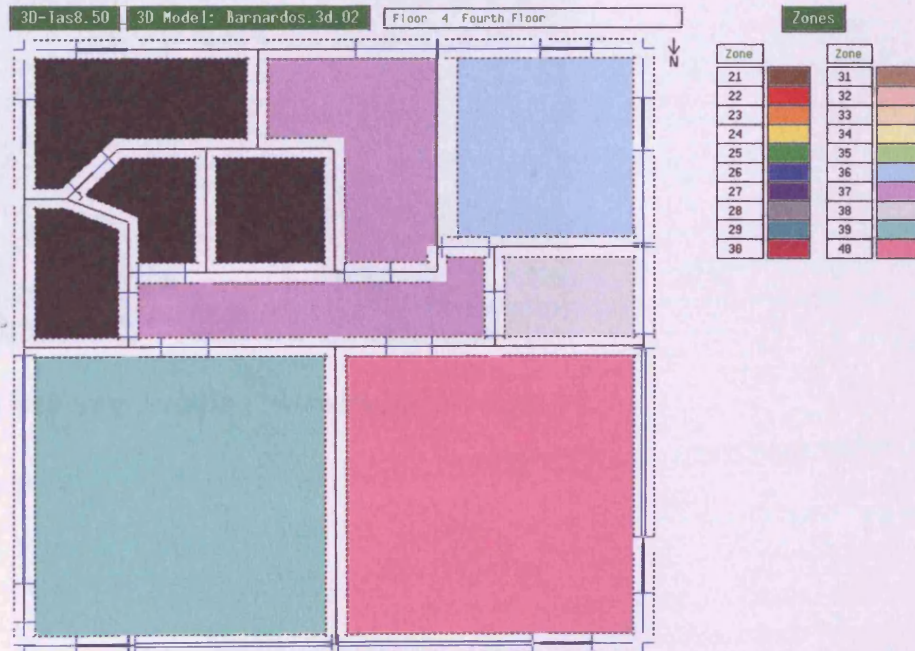 3D-Tas8.50 3D Model: Barnardos.3d.02 Floor 4 Fourth Floor
Zones
N
Zone Zone
21 31
22 32
23 33
24 34
25 35
26 36
27 37
28 38
29 39
30 40